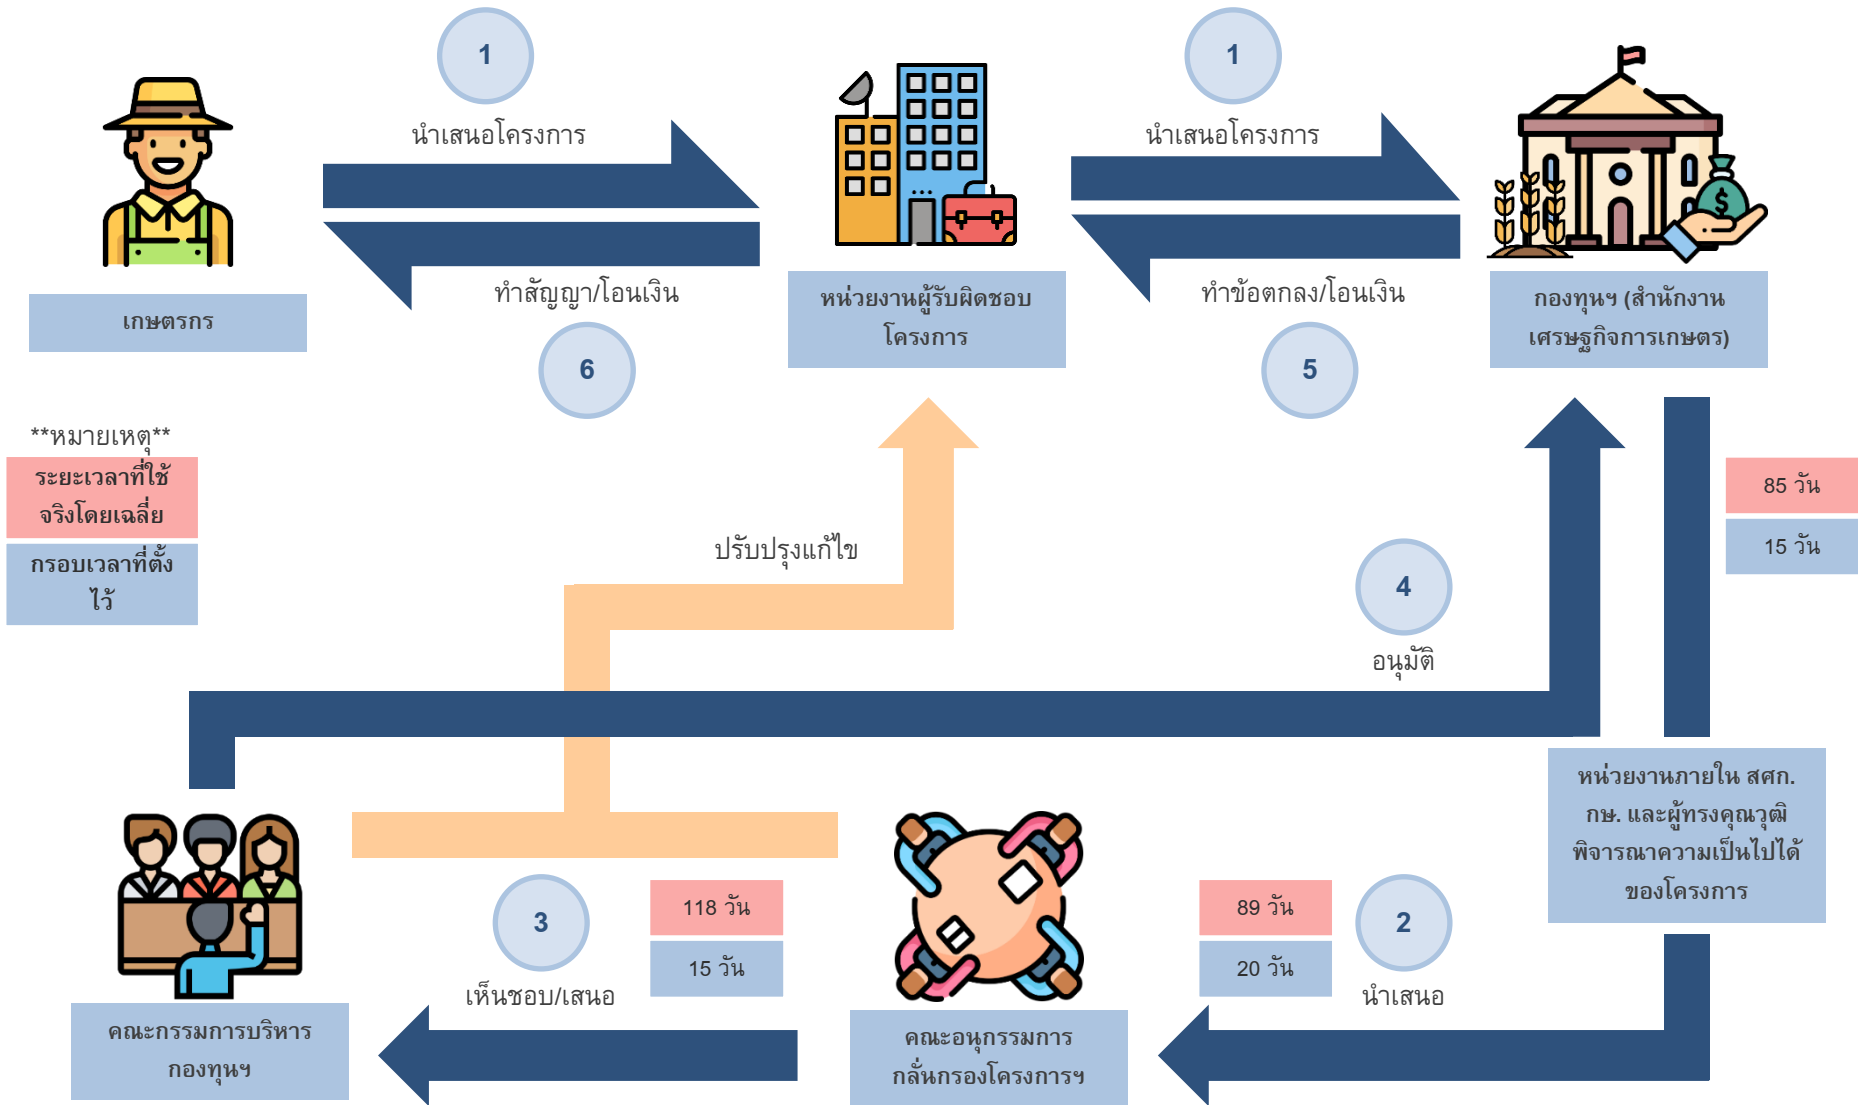 1
นำเสนอโครงการ
1
นำเสนอโครงการ
เกษตรกร
ทำสัญญา/โอนเงิน
6
หน่วยงานผู้รับผิดชอบ
โครงการ
ทำข้อตกลง/โอนเงิน
5
กองทุนฯ (สำนักงาน
เศรษฐกิจการเกษตร)
**หมายเหตุ**
ระยะเวลาที่ใช้
จริงโดยเฉลี่ย
กรอบเวลาที่ตั้ง
ไว้
85 วัน
15 วัน
ปรับปรุงแก้ไข
4
อนุมัติ
หน่วยงานภายใน สศก.
กษ. และผู้ทรงคุณวุฒิ
พิจารณาความเป็นไปได้
ของโครงการ
3
118 วัน
15 วัน
เห็นชอบ/เสนอ
89 วัน
20 วัน
2
นำเสนอ
คณะกรรมการบริหาร
กองทุนฯ
คณะอนุกรรมการ
กลั่นกรองโครงการฯ